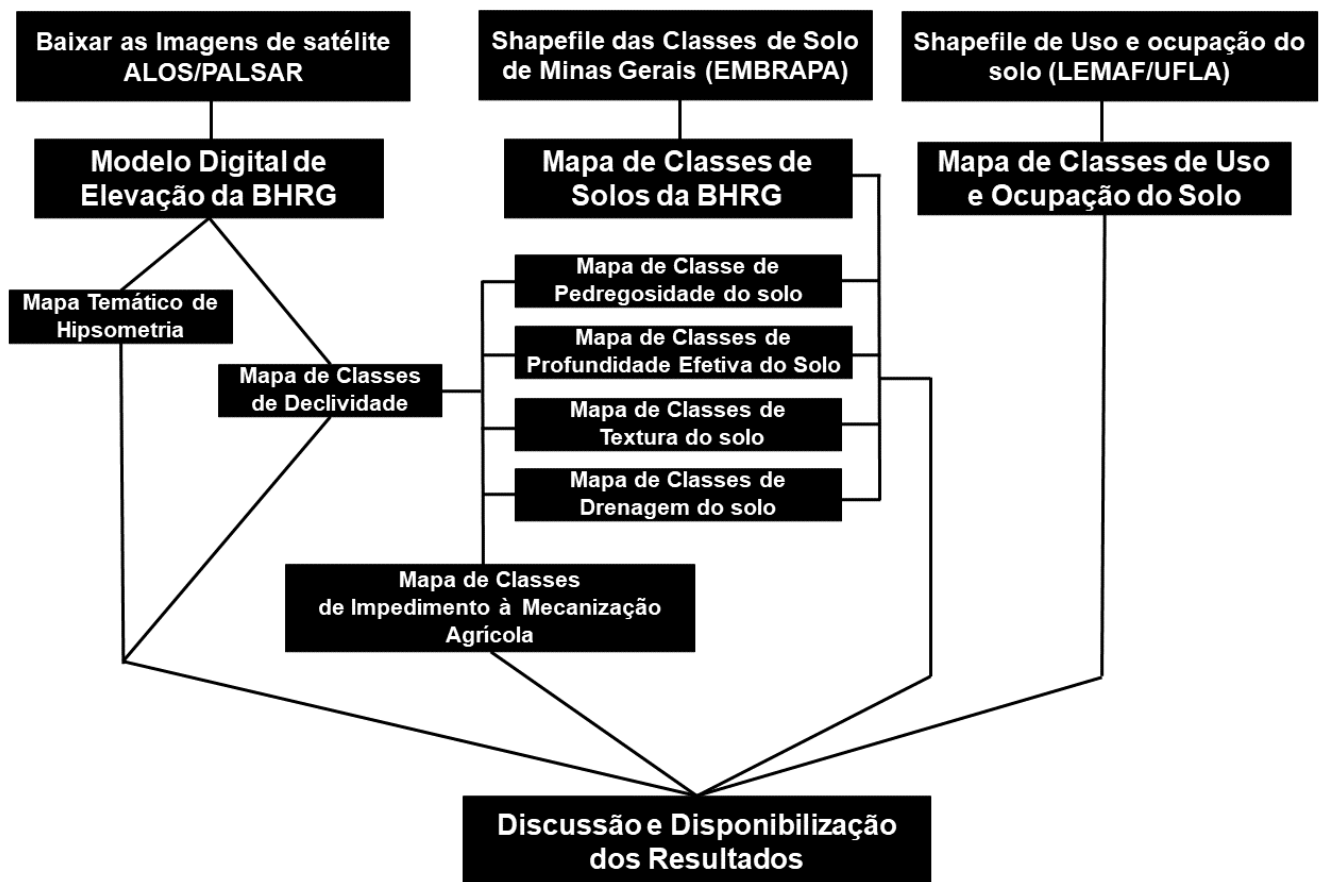 Baixar as Imagens de satélite
ALOS/PALSAR
Shapefile das Classes de Solo
de Minas Gerais (EMBRAPA)
Shapefile de Uso e ocupação do
solo (LEMAF/UFLA)
Modelo Digital de
Elevação da BHRG
Mapa de Classes de
Solos da BHRG
Mapa de Classes de Uso
e Ocupação do Solo
Mapa Temático de
Hipsometria
Mapa de Classes
de Declividade
Mapa de Classe de
Pedregosidade do solo
Mapa de Classes de
Profundidade Efetiva do Solo
Mapa de Classes de
Textura do solo
Mapa de Classes de
Drenagem do solo
Mapa de Classes
de Impedimento à Mecanização
Agrícola
Discussão e Disponibilização
dos Resultados